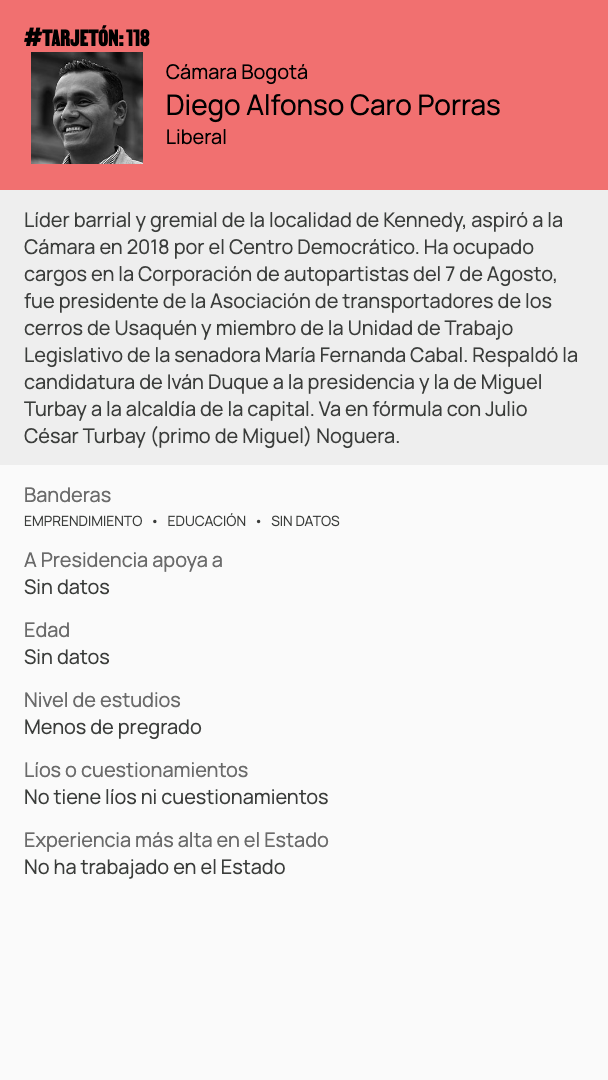 #TARJETÓN: 118
Cámara Bogotá
Diego Alfonso Caro Porras
Liberal
Líder barrial y gremial de la localidad de Kennedy, aspiró a la
Cámara en 2018 por el Centro Democrático. Ha ocupado
cargos en la Corporación de autopartistas del 7 de Agosto,
fue presidente de la Asociación de transportadores de los
cerros de Usaquén y miembro de la Unidad de Trabajo
Legislativo de la senadora María Fernanda Cabal. Respaldó la
candidatura de Iván Duque a la presidencia y la de Miguel
Turbay a la alcaldía de la capital. Va en fórmula con Julio
César Turbay (primo de Miguel) Noguera.
Banderas
EMPRENDIMIENTO • EDUCACIÓN • SIN DATOS
A Presidencia apoya a
Sin datos
Edad
Sin datos
Nivel de estudios
Menos de pregrado
Líos o cuestionamientos
No tiene líos ni cuestionamientos
Experiencia más alta en el Estado
No ha trabajado en el Estado